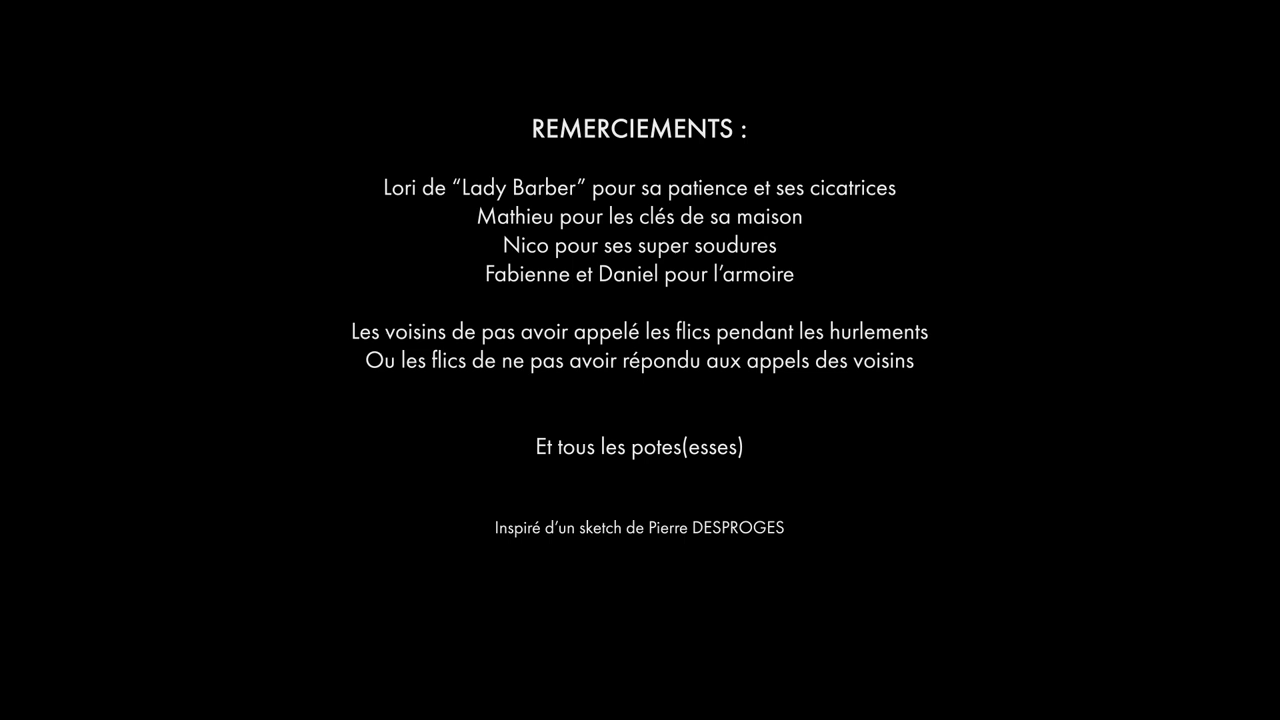 REMERCIEMENTS :
Lori de “Lady Barber” pour sa patience et ses cicatrices
Mathieu pour les clés de sa maison
Nico pour ses super soudures
Fabienne et Daniel pour l’armoire
Les voisins de pas avoir appelé les flics pendant les hurlements
Ou les flics de ne pas avoir répondu aux appels des voisins
Et tous les potes(esses)
Inspiré d’un sketch de Pierre DESPROGES